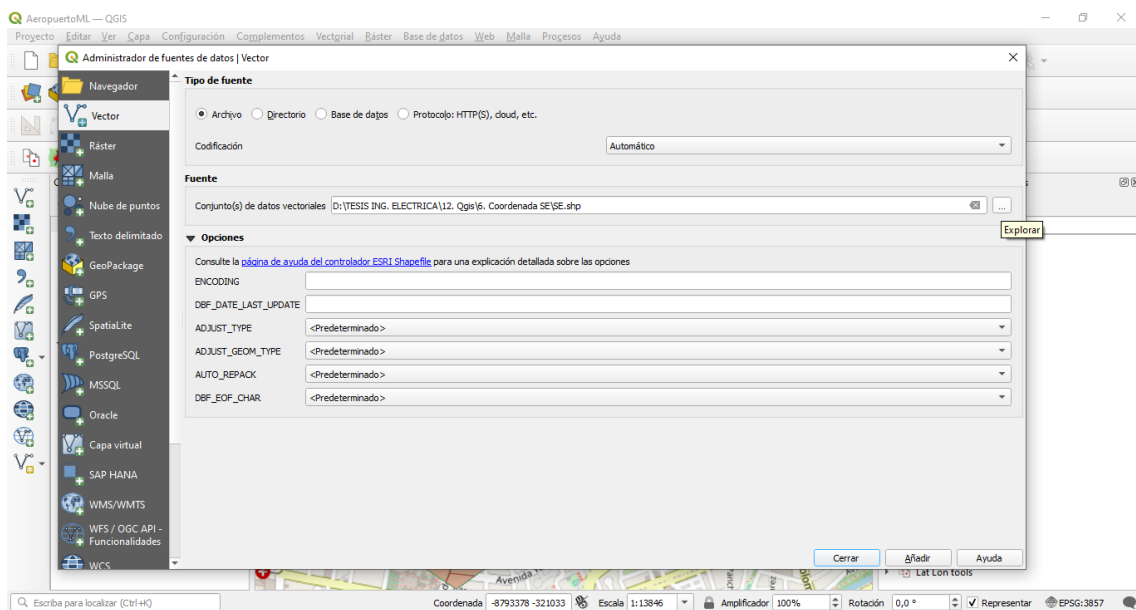 AeropuertoML — QGIS
Proyecto Editar Ver Capa Configuración Complementos Vectorial Ráster Base de datos Web Malla Procesos Ayuda
Administrador de fuentes de datos | Vector
Navegador
Vector
Ráster
Malla
Nube de puntos
Texto delimitado
GeoPackage
GPS
SpatiaLite
PostgreSQL
MSSQL
Oracle
Capa virtual
SAP HANA
WMS/WMTS
WFS / OGC API -
Funcionalidades
WCS
Tipo de fuente
Archivo Directorio Base de datos Protocolo: HTTP(S), cloud, etc.
Codificación Automático
Fuente
Conjunto(s) de datos vectoriales D:\TESIS ING. ELECTRICA\12. Qgis\6. Coordenada SE\SE.shp ...
Explorar
Opciones
Consulte la página de ayuda del controlador ESRI Shapefile para una explicación detallada sobre las opciones
ENCODING
DBF_DATE_LAST_UPDATE
ADJUST_TYPE <Predeterminado>
ADJUST_GEOM_TYPE <Predeterminado>
AUTO_REPACK <Predeterminado>
DBF_EOF_CHAR <Predeterminado>
Cerrar Añadir Ayuda
Avenida
Lat Lon tools
Escriba para localizar (Ctrl+K) Coordenada -8793378 -321033 Escala 1:13846 Amplificador 100% Rotación 0,0 ° Representar EPSG:3857